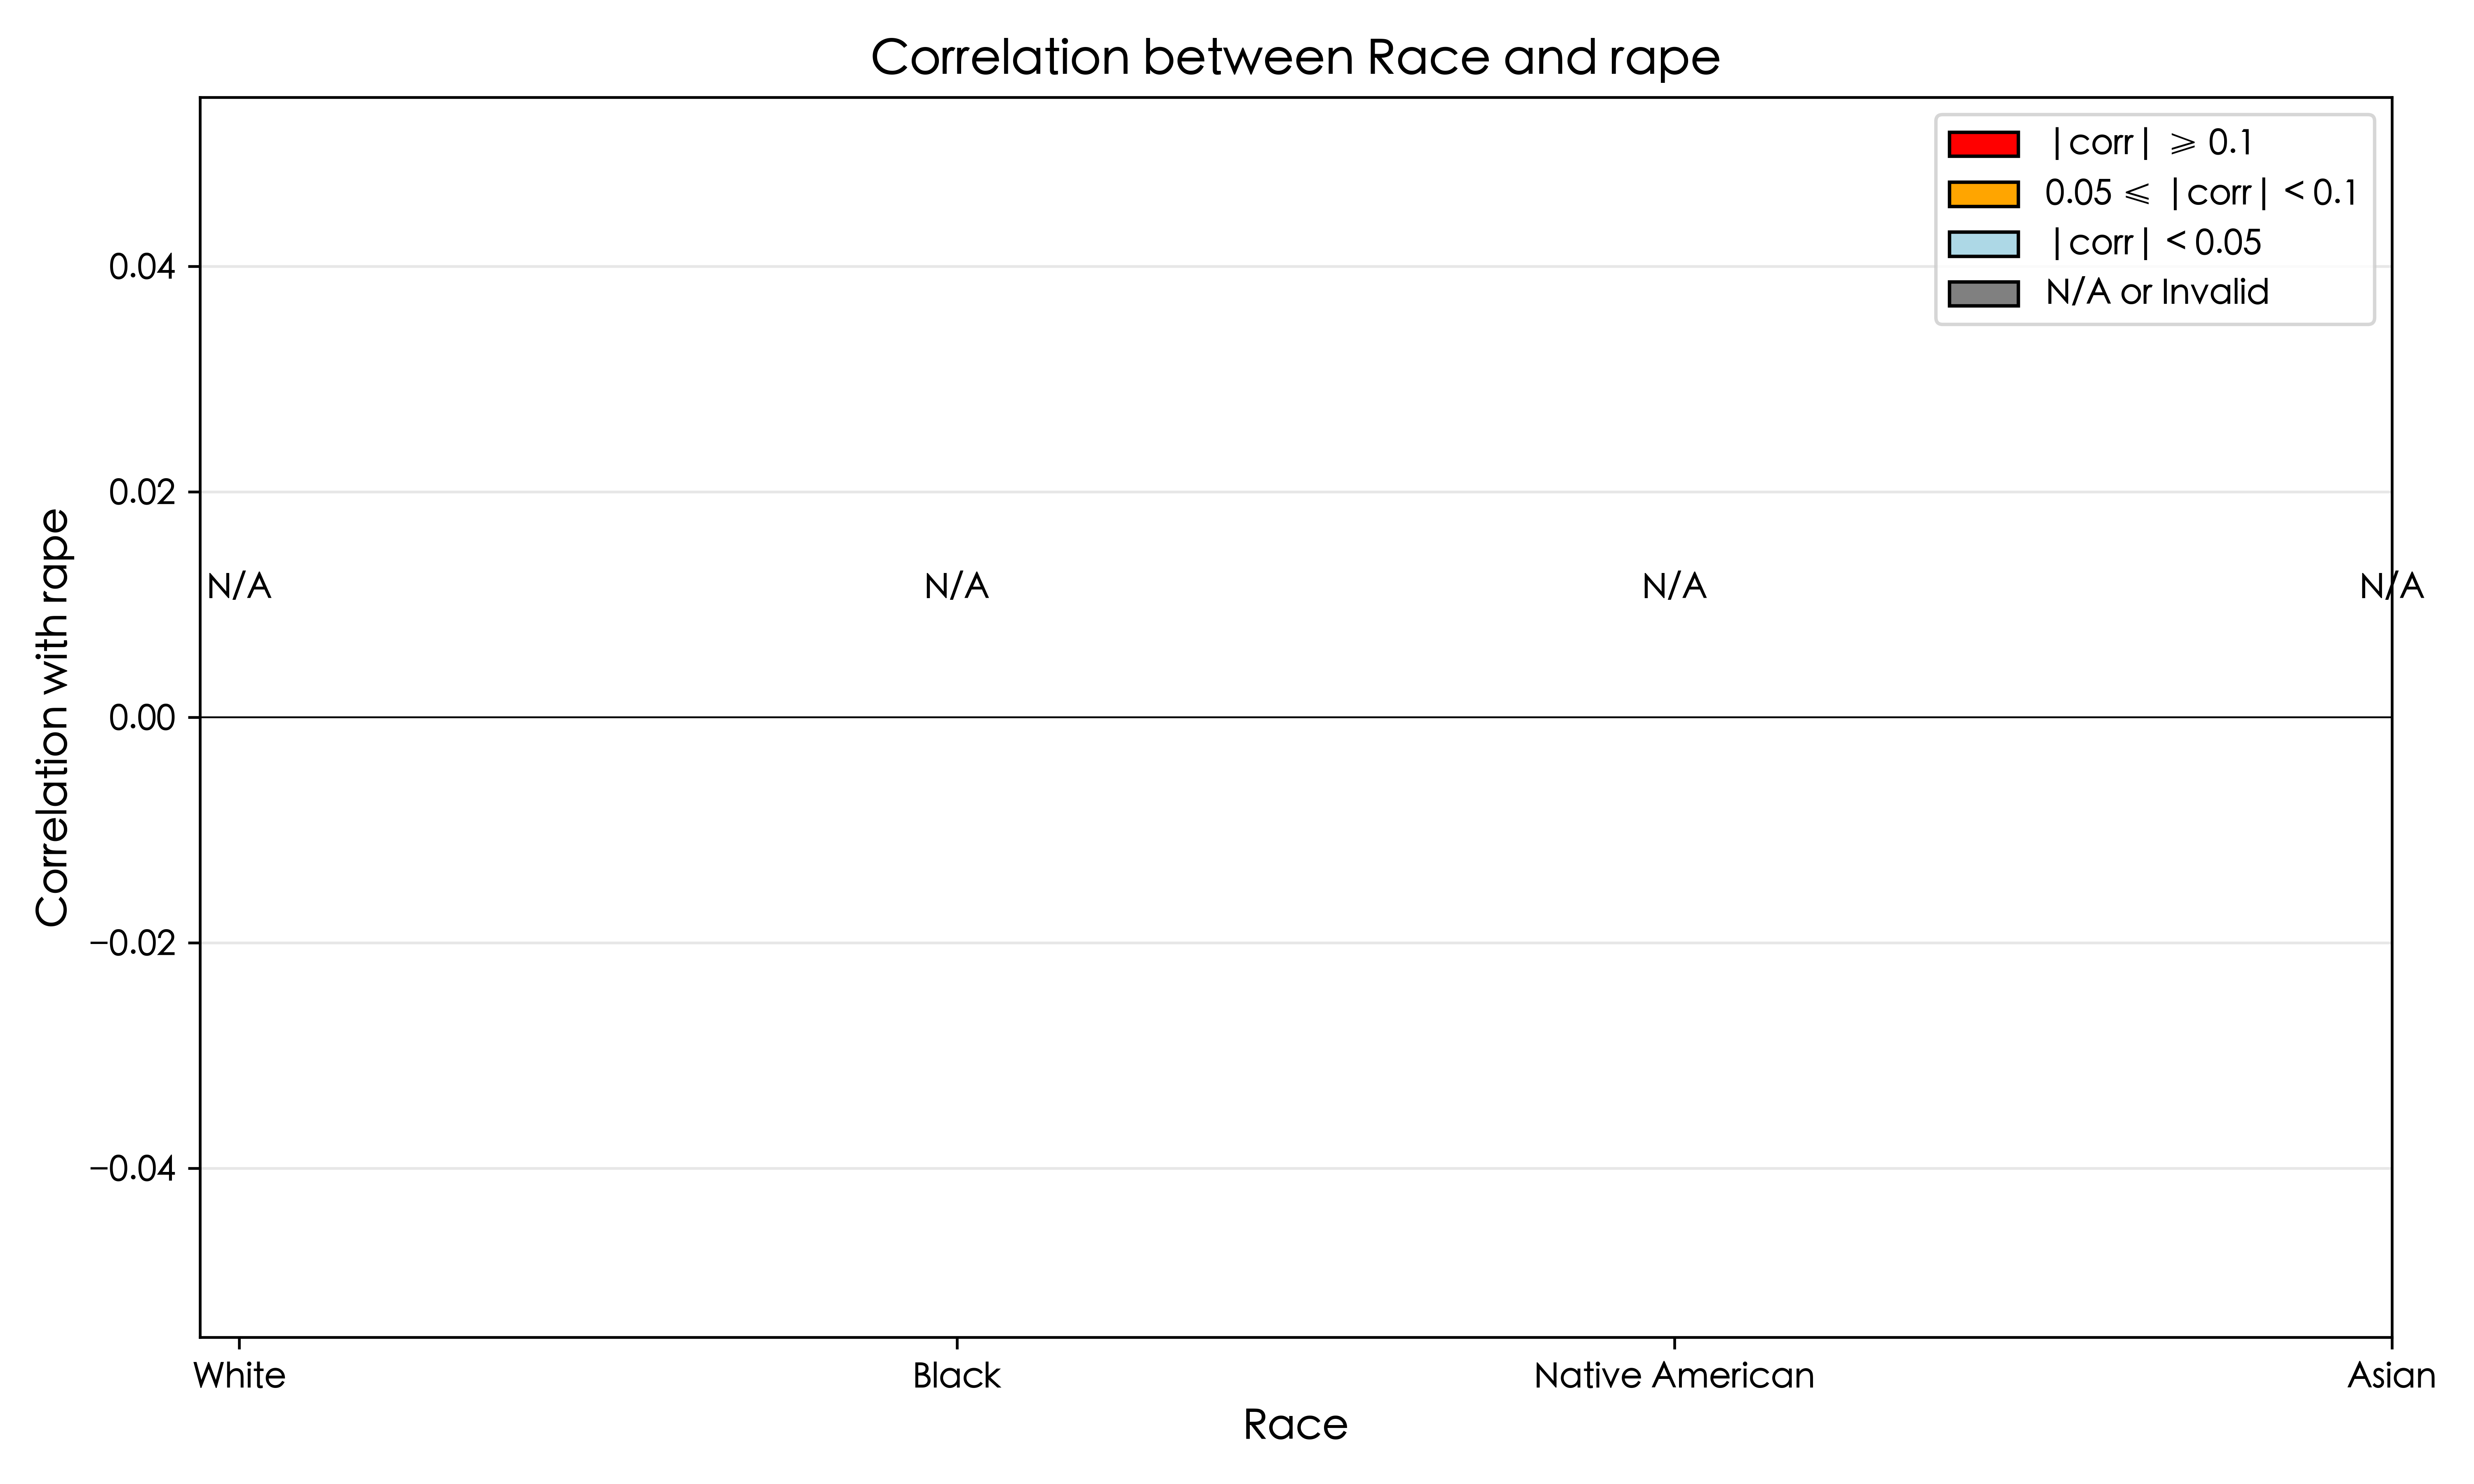 Correlation between Race and rape
|corr| ⩾ 0.1
0.05 ⩽ |corr| < 0.1
|corr| < 0.05
N/A or Invalid
Correlation with rape
0.04
0.02
0.00
−0.02
−0.04
N/A N/A N/A N/A
White Black Native American Asian
Race